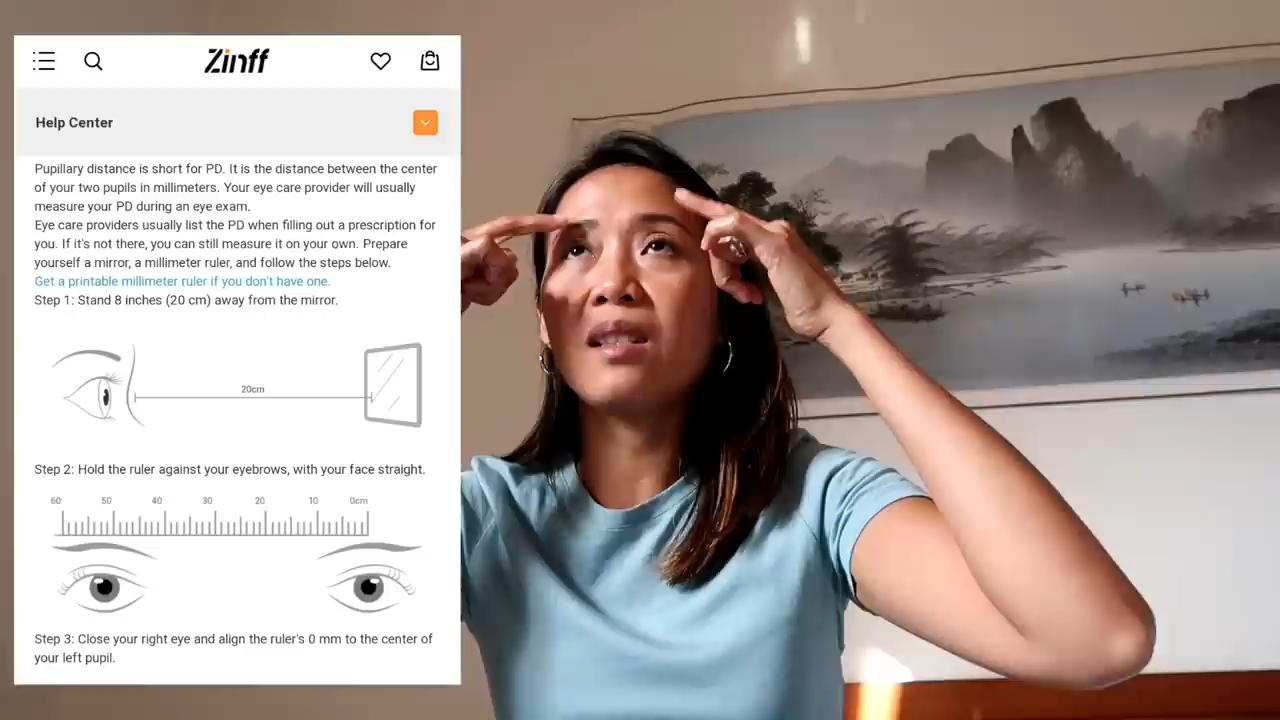 Zinff
Help Center
Pupillary distance is short for PD. It is the distance between the center
of your two pupils in millimeters. Your eye care provider will usually
measure your PD during an eye exam.
Eye care providers usually list the PD when filling out a prescription for
you. If it's not there, you can still measure it on your own. Prepare
yourself a mirror, a millimeter ruler, and follow the steps below.
Get a printable millimeter ruler if you don't have one.
Step 1: Stand 8 inches (20 cm) away from the mirror.
20cm
Step 2: Hold the ruler against your eyebrows, with your face straight.
60 50 40 30 20 10 0cm
Step 3: Close your right eye and align the ruler's 0 mm to the center of
your left pupil.